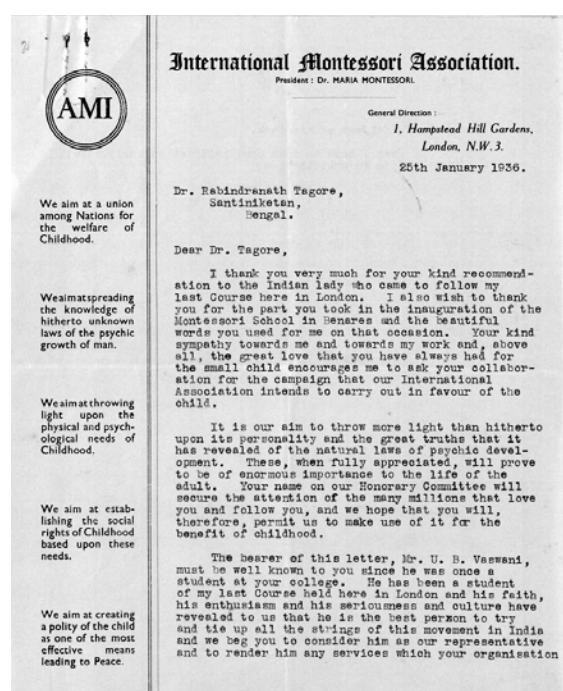 International Montessori Association.
President : Dr. MARIA MONTESSORI.
AMI
General Direction :
1, Hampstead Hill Gardens,
London, N.W.3.
25th January 1936.
Dr. Rabindranath Tagore,
Santiniketan,
Bengal.
Dear Dr. Tagore,
I thank you very much for your kind recommend-
ation to the Indian lady who came to follow my
last Course here in London. I also wish to thank
you for the part you took in the inauguration of the
Montessori School in Benares and the beautiful
words you used for me on that occasion. Your kind
sympathy towards me and towards my work and, above
all, the great love that you have always had for
the small child encourages me to ask your collabor-
ation for the campaign that our International
Association intends to carry out in favour of the
child.
It is our aim to throw more light than hitherto
upon its personality and the great truths that it
has revealed of the natural laws of psychic devel-
opment. These, when fully appreciated, will prove
to be of enormous importance to the life of the
adult. Your name on our Honorary Committee will
secure the attention of the many millions that love
you and follow you, and we hope that you will,
therefore, permit us to make use of it for the
benefit of childhood.
The bearer of this letter, Mr. U. B. Vaswani,
must be well known to you since he was once a
student at your college. He has been a student
of my last Course held here in London and his faith,
his enthusiasm and his seriousness and culture have
revealed to us that he is the best person to try
and tie up all the strings of this movement in India
and we beg you to consider him as our representative
and to render him any services which your organisation
We aim at a union
among Nations for
the welfare of
Childhood.
We aim at spreading
the knowledge of
hitherto unknown
laws of the psychic
growth of man.
We aim at throwing
light upon the
physical and psych-
ological needs of
Childhood.
We aim at estab-
lishing the social
rights of Childhood
based upon these
needs.
We aim at creating
a polity of the child
as one of the most
effective means
leading to Peace.